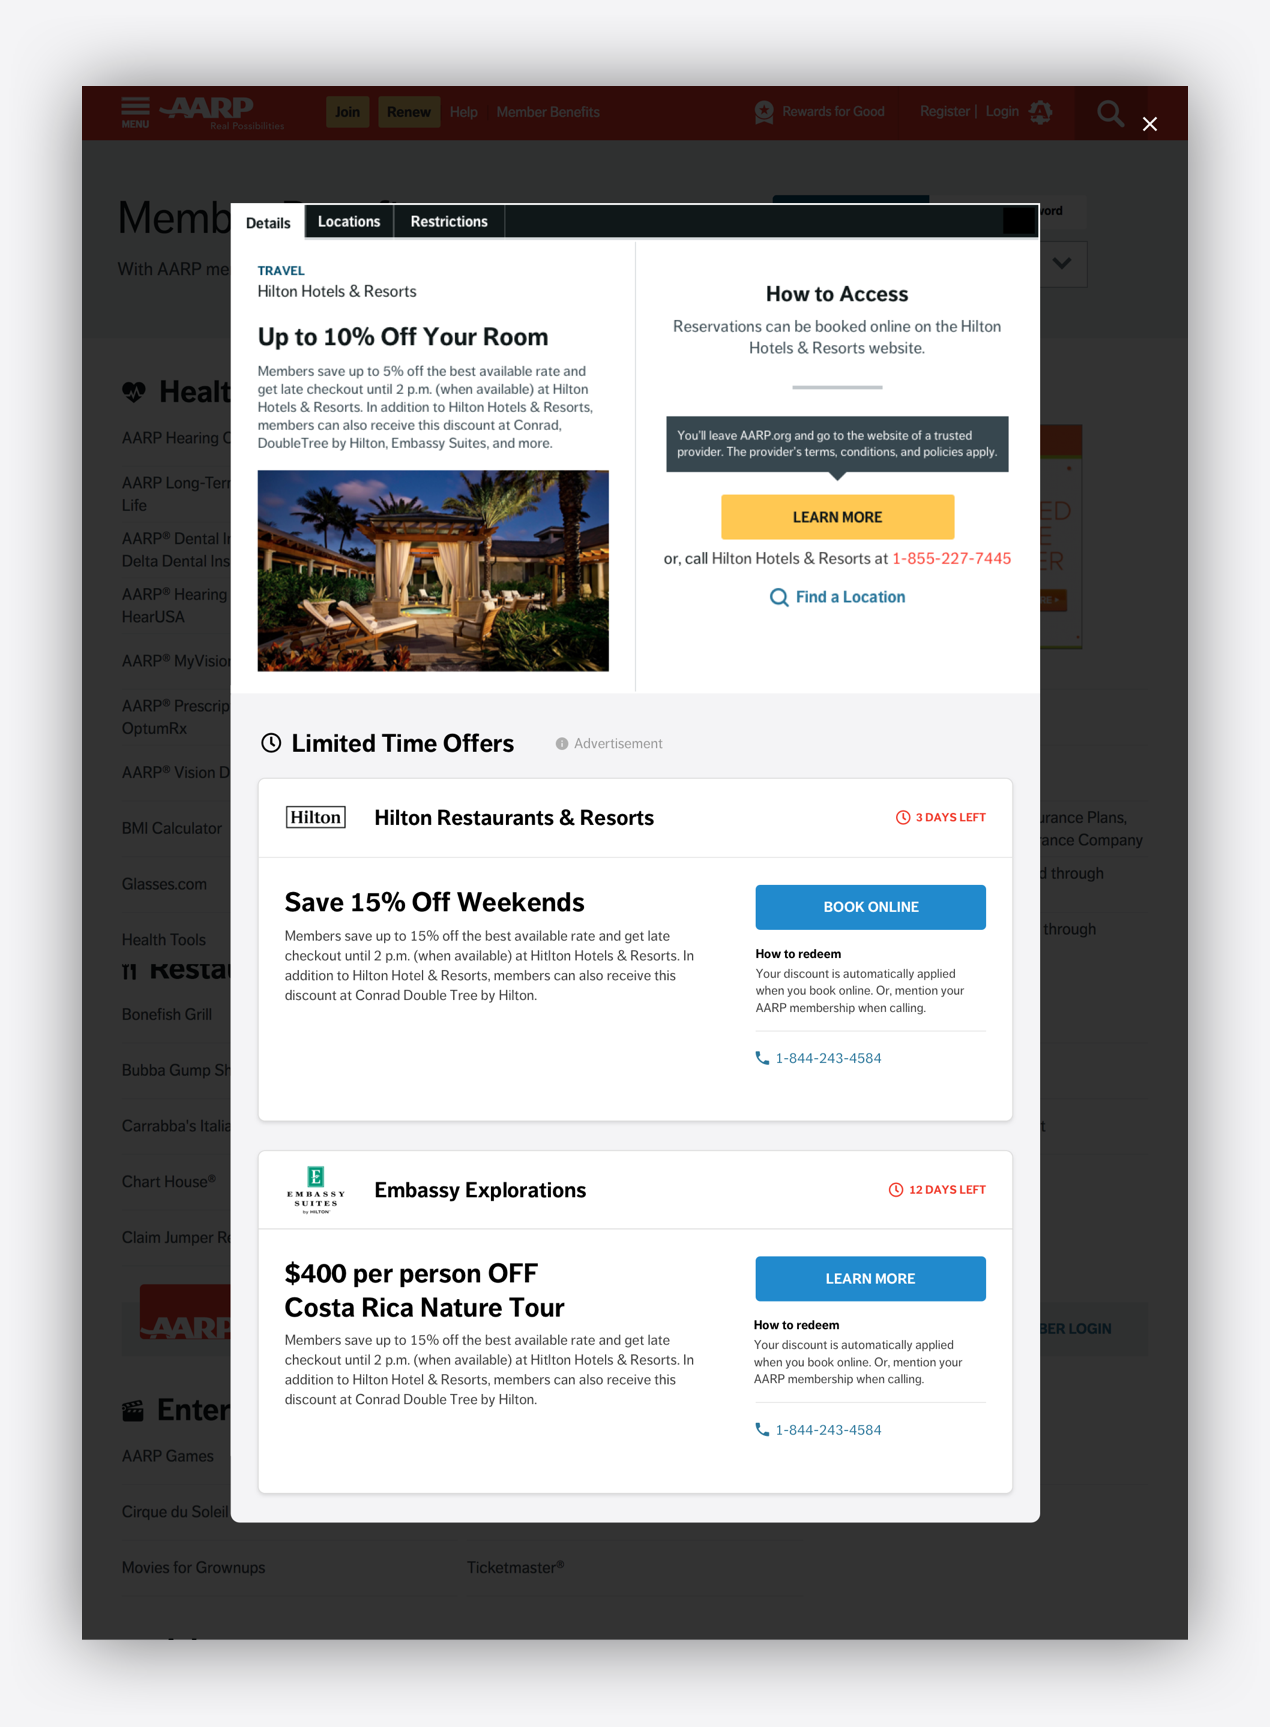 MENU
AARP
Real Possibilities
Join
Renew
Help
Member Benefits
Rewards for Good
Register | Login
With AARP
Details
Locations
Restrictions
TRAVEL
Hilton Hotels & Resorts
Up to 10% Off Your Room
Members save up to 5% off the best available rate and
get late checkout until 2 p.m. (when available) at Hilton
Hotels & Resorts. In addition to Hilton Hotels & Resorts,
members can also receive this discount at Conrad,
DoubleTree by Hilton, Embassy Suites, and more.
How to Access
Reservations can be booked online on the Hilton
Hotels & Resorts website.
You'll leave AARP.org and go to the website of a trusted
provider. The provider's terms, conditions, and policies apply.
LEARN MORE
or, call Hilton Hotels & Resorts at 1-855-227-7445
Find a Location
Limited Time Offers
Advertisement
Hilton
Hilton Restaurants & Resorts
3 DAYS LEFT
Save 15% Off Weekends
Members save up to 15% off the best available rate and get late
checkout until 2 p.m. (when available) at Hitlton Hotels & Resorts. In
addition to Hilton Hotel & Resorts, members can also receive this
discount at Conrad Double Tree by Hilton.
BOOK ONLINE
How to redeem
Your discount is automatically applied
when you book online. Or, mention your
AARP membership when calling.
1-844-243-4584
E
EMBASSY
SUITES
by HILTON
Embassy Explorations
12 DAYS LEFT
$400 per person OFF
Costa Rica Nature Tour
Members save up to 15% off the best available rate and get late
checkout until 2 p.m. (when available) at Hitlton Hotels & Resorts. In
addition to Hilton Hotel & Resorts, members can also receive this
discount at Conrad Double Tree by Hilton.
LEARN MORE
How to redeem
Your discount is automatically applied
when you book online. Or, mention your
AARP membership when calling.
1-844-243-4584
AARP Hearing
AARP Long-Term
Life
AARP® Dental
Delta Dental
AARP® Hearing
HearUSA
AARP®
AARP®
OptumRx
AARP® Vision
BMI Calculator
Glasses.com
Health Tools
Bonefish Grill
Bubba Gump
Carrabba's
Chart House®
Claim Jumper
AARP
AARP Games
Cirque du Soleil
Movies for Grownups
Ticketmaster®
Plans,
Company
through
through
LOGIN